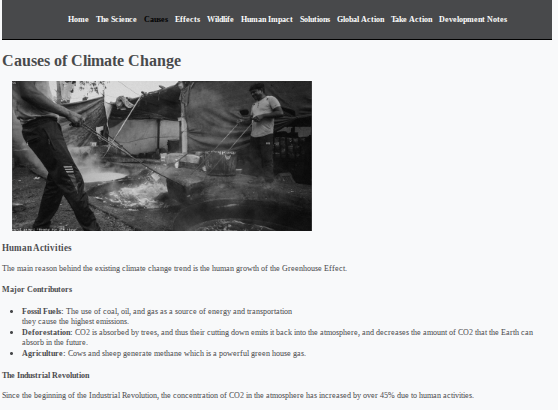 Home The Science Causes Effects Wildlife Human Impact Solutions Global Action Take Action Development Notes
Causes of Climate Change
Human Activities
The main reason behind the existing climate change trend is the human growth of the Greenhouse Effect.
Major Contributors
Fossil Fuels: The use of coal, oil, and gas as a source of energy and transportation
they cause the highest emissions.
Deforestation: CO2 is absorbed by trees, and thus their cutting down emits it back into the atmosphere, and decreases the amount of CO2 that the Earth can
absorb in the future.
Agriculture: Cows and sheep generate methane which is a powerful green house gas.
The Industrial Revolution
Since the beginning of the Industrial Revolution, the concentration of CO2 in the atmosphere has increased by over 45% due to human activities.